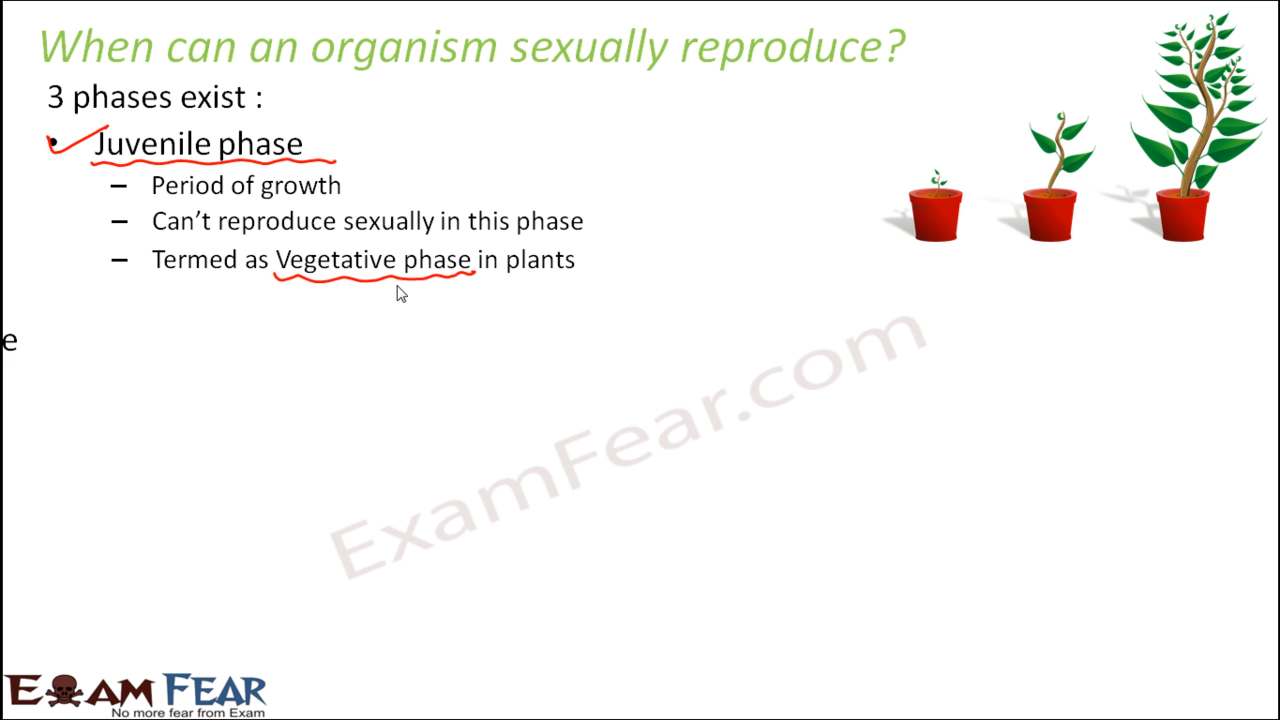 When can an organism sexually reproduce?
3 phases exist :
• Juvenile phase
– Period of growth
– Can't reproduce sexually in this phase
– Termed as Vegetative phase in plants
e
ExamFear.com
EXAM FEAR
No more fear from Exam